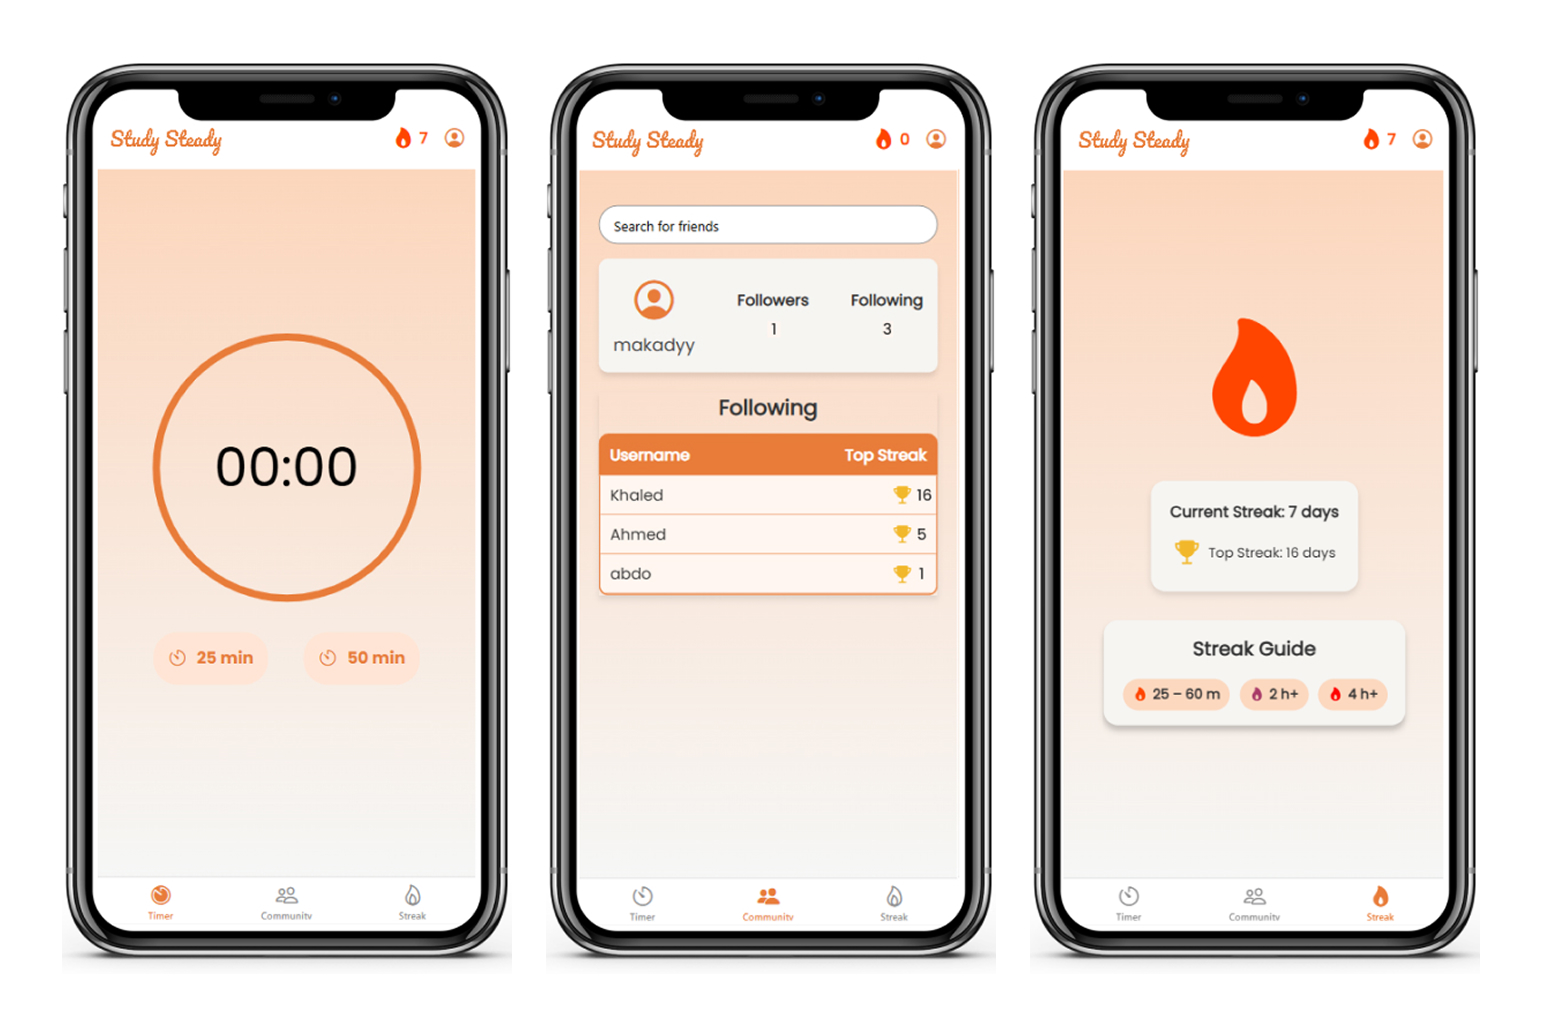 Study Steady 7
00:00
25 min 50 min
Timer Community Streak
Study Steady 0
Search for friends
Followers Following
1 3
makadyy
Following
Username Top Streak
Khaled 16
Ahmed 5
abdo 1
Timer Community Streak
Study Steady 7
Current Streak: 7 days
Top Streak: 16 days
Streak Guide
25 – 60 m 2 h+ 4 h+
Timer Community Streak